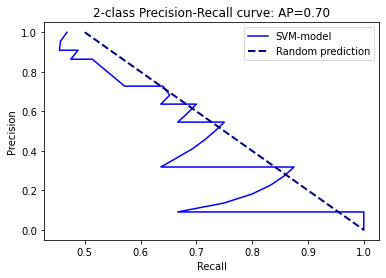 2-class Precision-Recall curve: AP=0.70
SVM-model
Random prediction
Precision
1.0
0.8
0.6
0.4
0.2
0.0
0.5
0.6
0.7
0.8
0.9
1.0
Recall